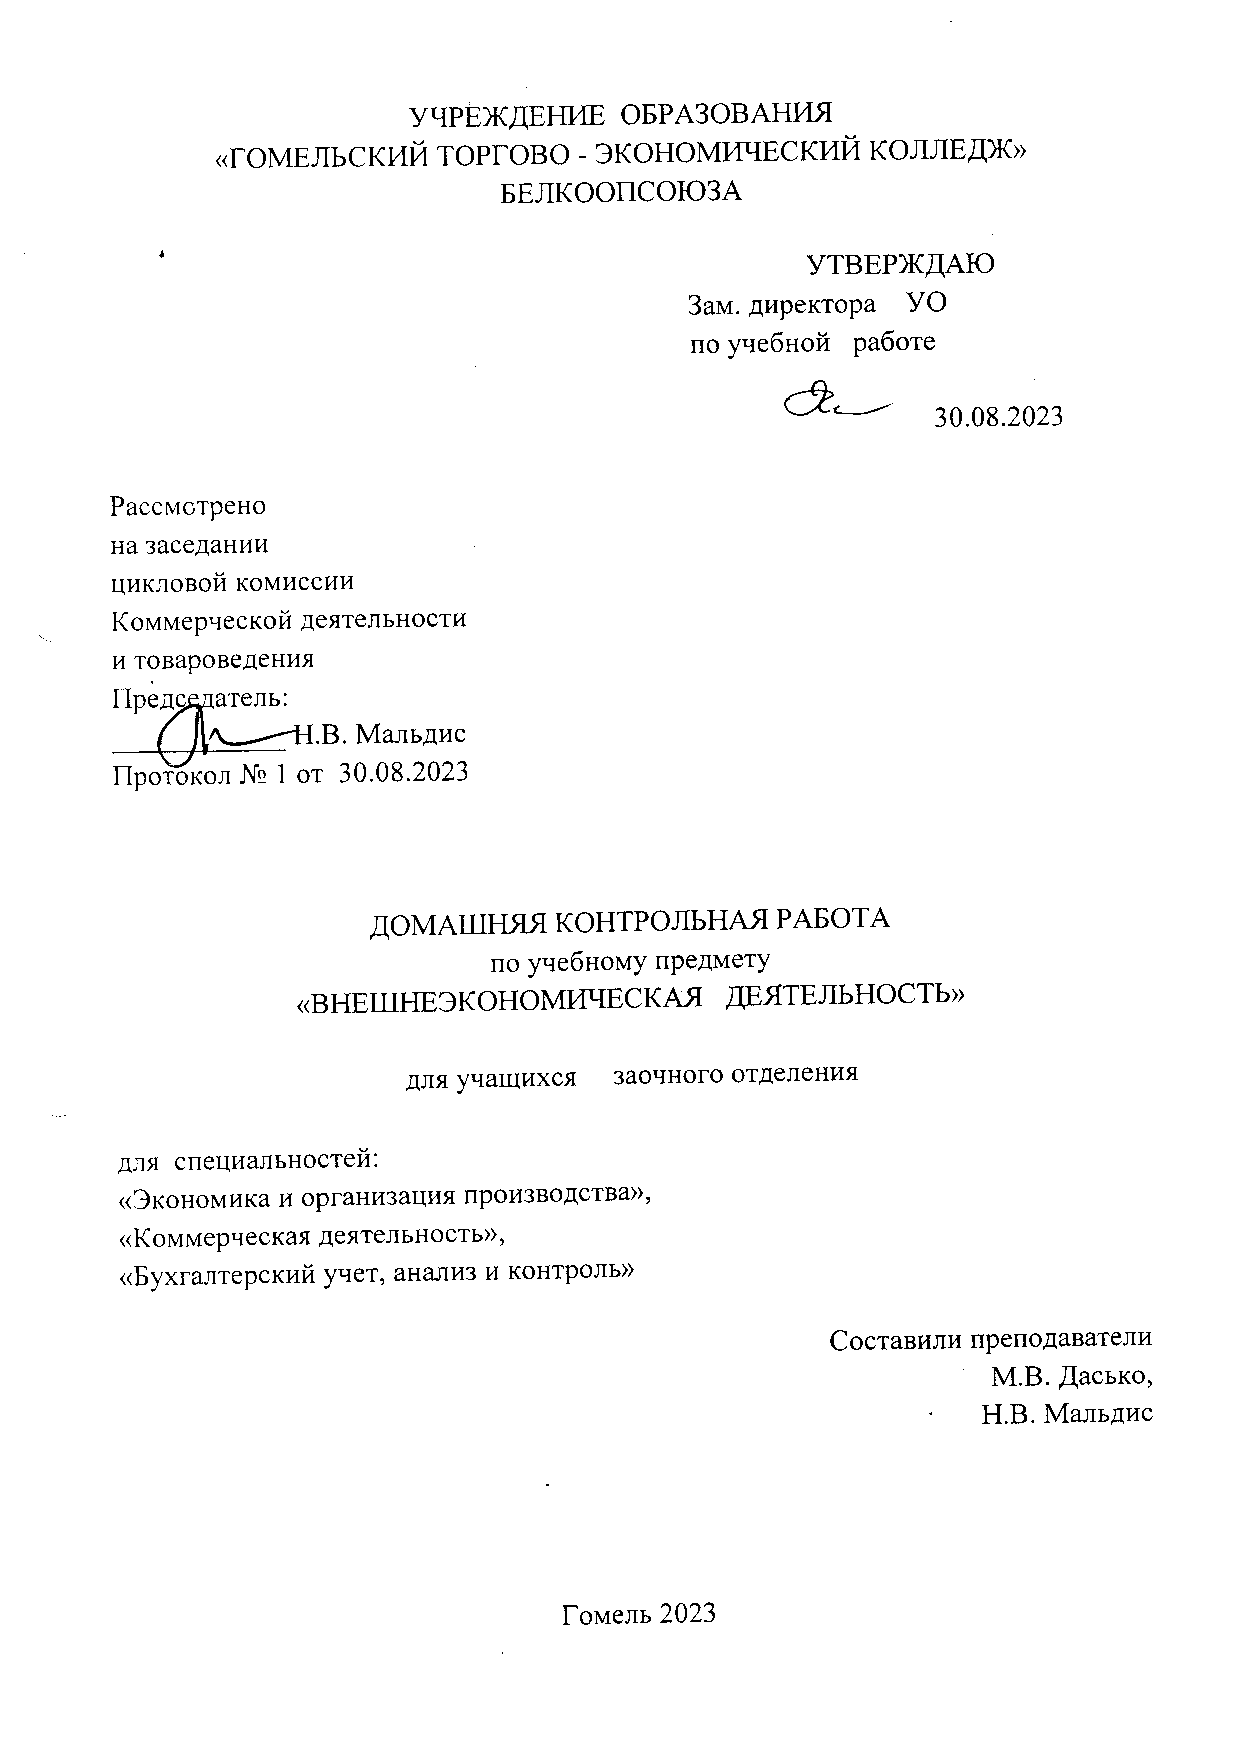 УЧРЕЖДЕНИЕ ОБРАЗОВАНИЯ
«ГОМЕЛЬСКИЙ ТОРГОВО - ЭКОНОМИЧЕСКИЙ КОЛЛЕДЖ»
БЕЛКООПСОЮЗА
УТВЕРЖДАЮ
Зам. директора УО
по учебной работе
30.08.2023
Рассмотрено
на заседании
цикловой комиссии
Коммерческой деятельности
и товароведения
Председатель:
Н.В. Мальдис
Протокол № 1 от 30.08.2023
ДОМАШНЯЯ КОНТРОЛЬНАЯ РАБОТА
по учебному предмету
«ВНЕШНЕЭКОНОМИЧЕСКАЯ ДЕЯТЕЛЬНОСТЬ»
для учащихся заочного отделения
для специальностей:
«Экономика и организация производства»,
«Коммерческая деятельность»,
«Бухгалтерский учет, анализ и контроль»
Составили преподаватели
М.В. Дасько,
Н.В. Мальдис
Гомель 2023